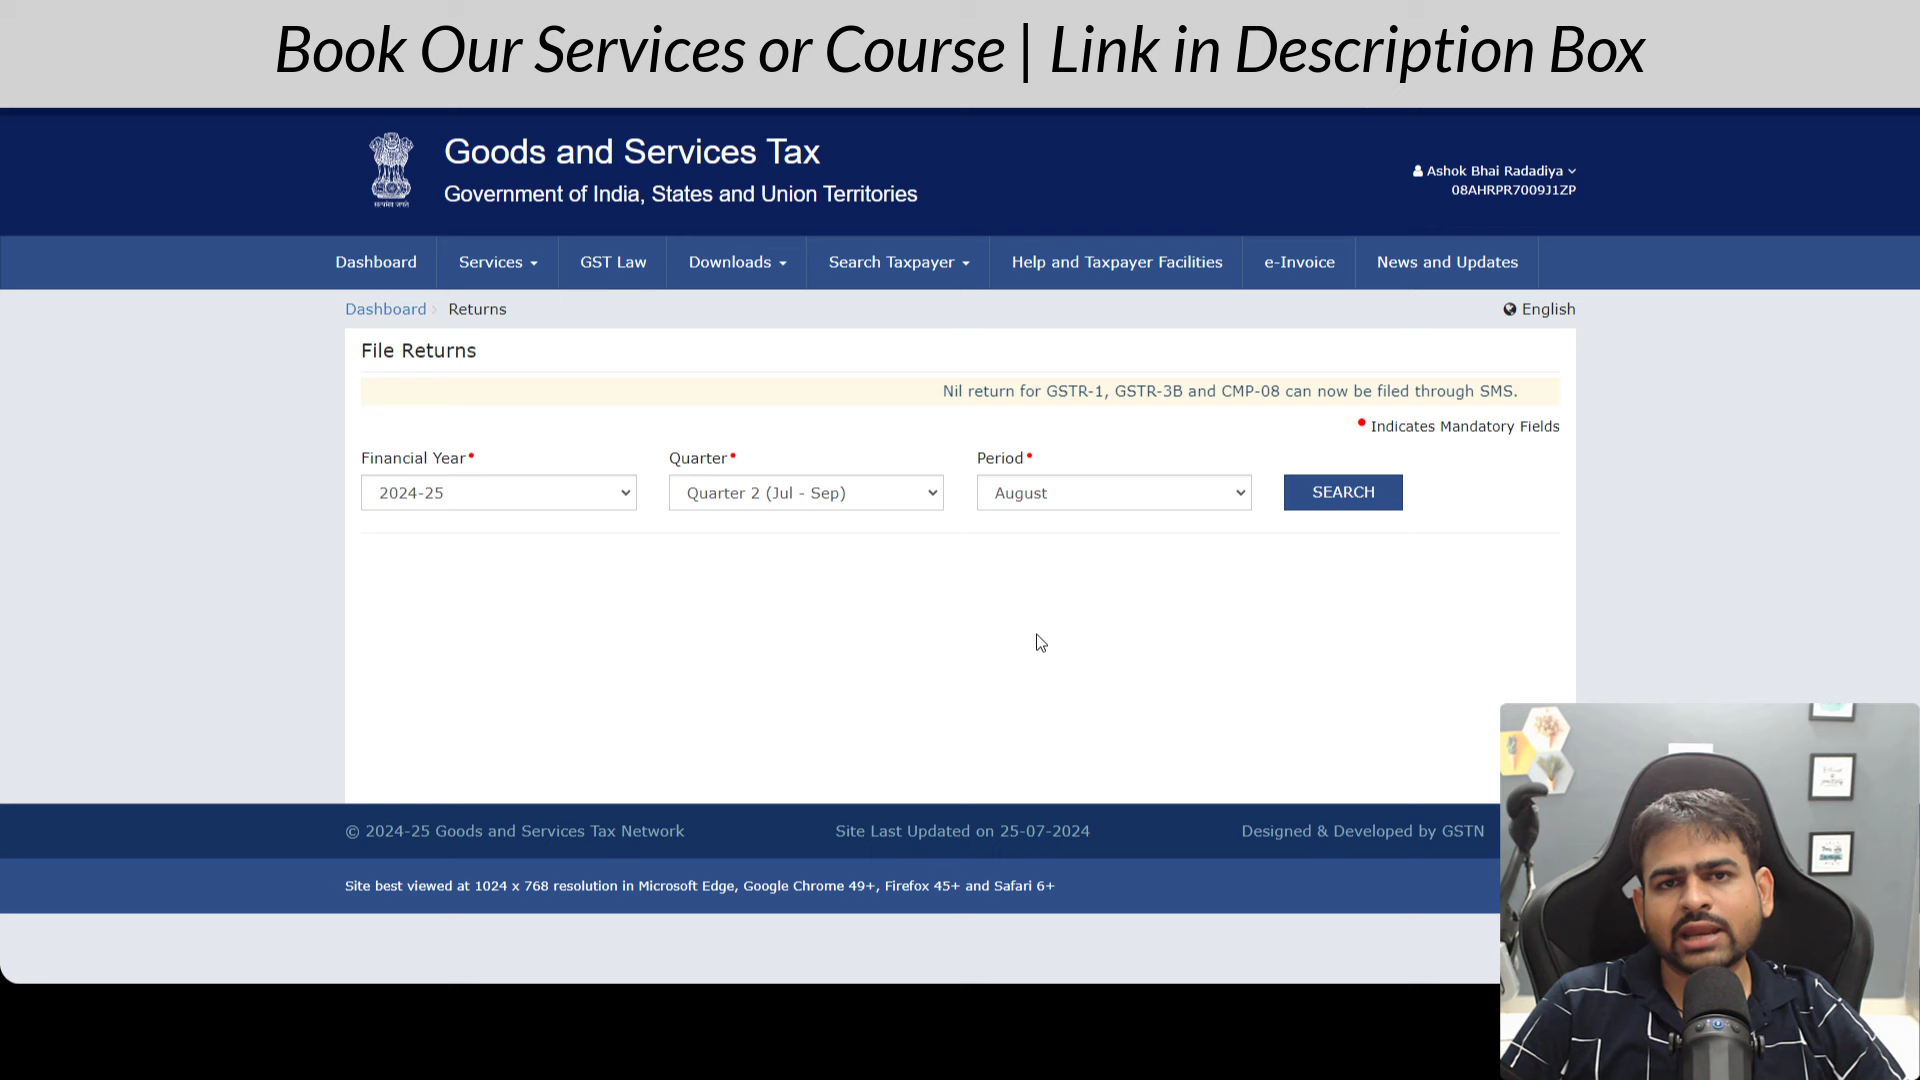 Book Our Services or Course | Link in Description Box
Goods and Services Tax
Government of India, States and Union Territories
Ashok Bhai Radadiya
08AHRPR7009J1ZP
Dashboard Services GST Law Downloads Search Taxpayer Help and Taxpayer Facilities e-Invoice News and Updates
Dashboard Returns English
File Returns
Nil return for GSTR-1, GSTR-3B and CMP-08 can now be filed through SMS.
• Indicates Mandatory Fields
Financial Year• Quarter• Period•
2024-25 Quarter 2 (Jul - Sep) August SEARCH
© 2024-25 Goods and Services Tax Network Site Last Updated on 25-07-2024 Designed & Developed by GSTN
Site best viewed at 1024 x 768 resolution in Microsoft Edge, Google Chrome 49+, Firefox 45+ and Safari 6+